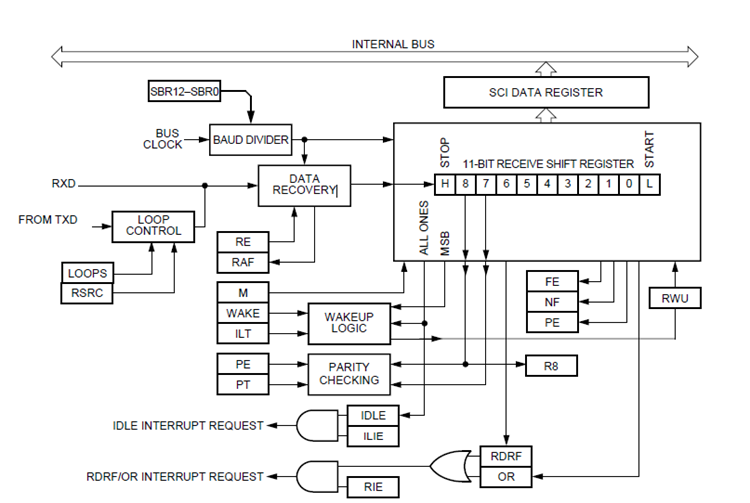 INTERNAL BUS
SBR12–SBR0
SCI DATA REGISTER
BUS
CLOCK
BAUD DIVIDER
STOP
11-BIT RECEIVE SHIFT REGISTER
START
RXD
DATA
RECOVERY
H 8 7 6 5 4 3 2 1 0 L
FROM TXD
LOOP
CONTROL
ALL ONES
MSB
RE
RAF
LOOPS
RSRC
M
WAKE
ILT
WAKEUP
LOGIC
FE
NF
PE
RWU
PE
PT
PARITY
CHECKING
R8
IDLE INTERRUPT REQUEST
IDLE
ILIE
RDRF/OR INTERRUPT REQUEST
RIE
RDRF
OR